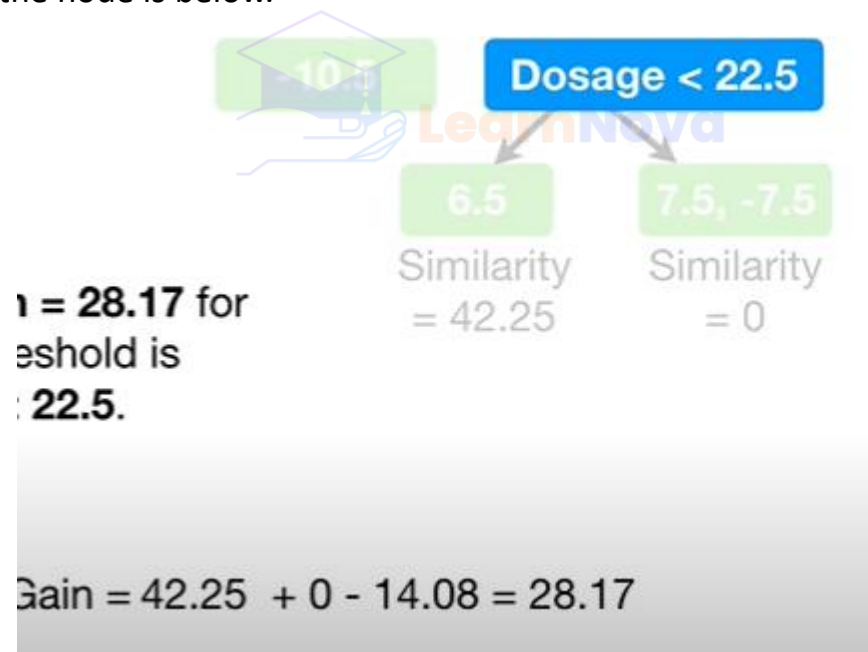 the node is below.
-10.5
Dosage < 22.5
LearnNova
6.5
7.5, -7.5
Similarity
= 42.25
Similarity
= 0
= 28.17 for
eshold is
22.5.
Gain = 42.25 + 0 - 14.08 = 28.17